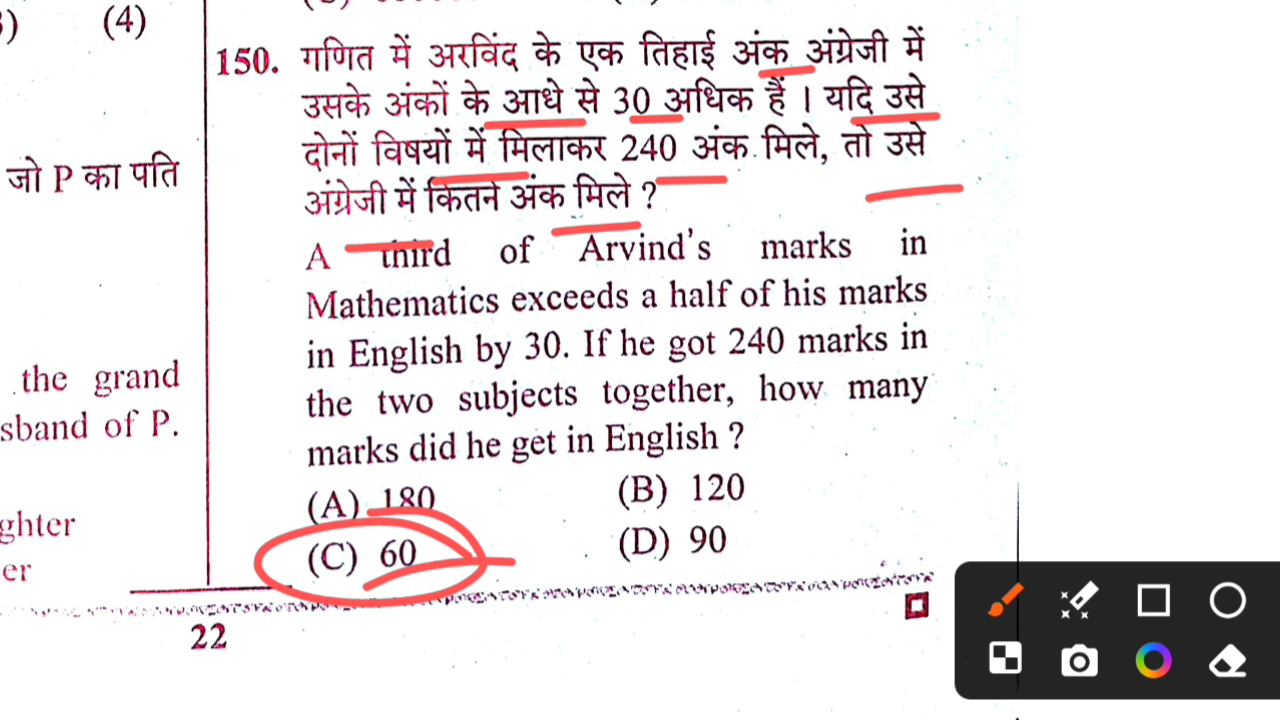 (4)
150. गणित में अरविंद के एक तिहाई अंक अंग्रेजी में
उसके अंकों के आधे से 30 अधिक हैं । यदि उसे
दोनों विषयों में मिलाकर 240 अंक मिले, तो उसे
अंग्रेजी में कितने अंक मिले ?
जो P का पति
A third of Arvind's marks in
Mathematics exceeds a half of his marks
in English by 30. If he got 240 marks in
the two subjects together, how many
marks did he get in English ?
the grand
sband of P.
(A) 180 (B) 120
(C) 60 (D) 90
ghter
er
22